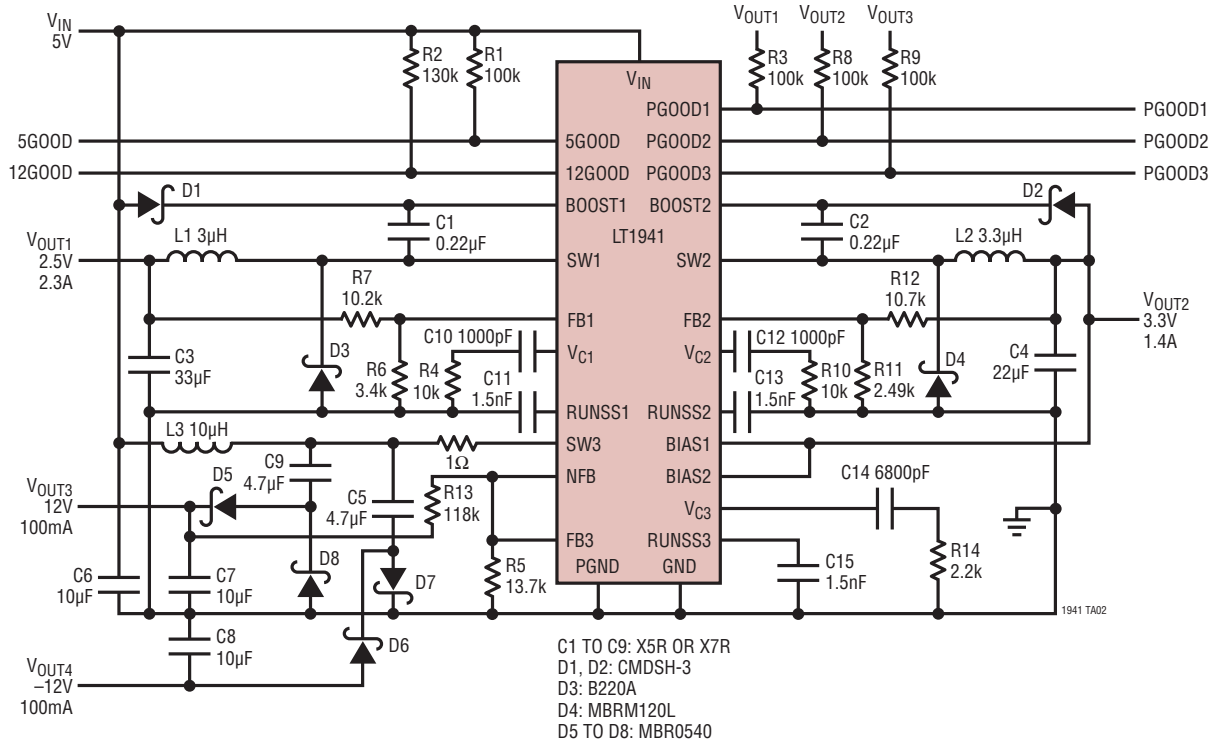 VIN
5V
R2
130k
R1
100k
VOUT1
VOUT2
VOUT3
R3
100k
R8
100k
R9
100k
VIN
PGOOD1
PGOOD1
5GOOD
5GOOD
PGOOD2
PGOOD2
12GOOD
12GOOD
PGOOD3
PGOOD3
D1
BOOST1
BOOST2
D2
C1
0.22µF
LT1941
C2
0.22µF
VOUT1
2.5V
2.3A
L1 3µH
SW1
SW2
L2 3.3µH
R7
10.2k
R12
10.7k
FB1
FB2
VOUT2
3.3V
1.4A
C10 1000pF
VC1
VC2
C12 1000pF
C3
33µF
D3
R6
3.4k
R4
10k
C11
1.5nF
C13
1.5nF
R10
10k
R11
2.49k
D4
C4
22µF
RUNSS1
RUNSS2
L3 10µH
1Ω
SW3
BIAS1
C9
4.7µF
D5
C5
4.7µF
R13
118k
NFB
BIAS2
C14 6800pF
VOUT3
12V
100mA
VC3
FB3
RUNSS3
C6
10µF
C7
10µF
D8
D7
R5
13.7k
PGND
GND
C15
1.5nF
R14
2.2k
1941 TA02
C8
10µF
D6
VOUT4
–12V
100mA
C1 TO C9: X5R OR X7R
D1, D2: CMDSH-3
D3: B220A
D4: MBRM120L
D5 TO D8: MBR0540